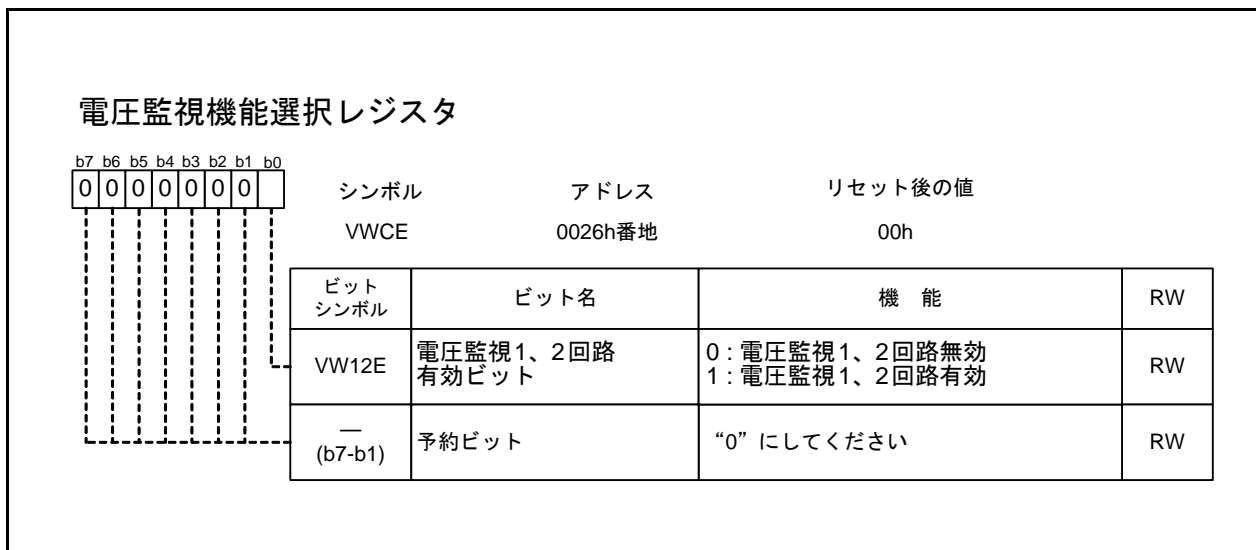 電圧監視機能選択レジスタ
b7 b6 b5 b4 b3 b2 b1 b0
0 0 0 0 0 0 0
シンボル アドレス リセット後の値
VWCE 0026h番地 00h
ビット
シンボル
ビット名
機 能
RW
VW12E
電圧監視1、2回路
有効ビット
0 : 電圧監視1、2回路無効
1 : 電圧監視1、2回路有効
RW
—
(b7-b1)
予約ビット
“0”にしてください
RW